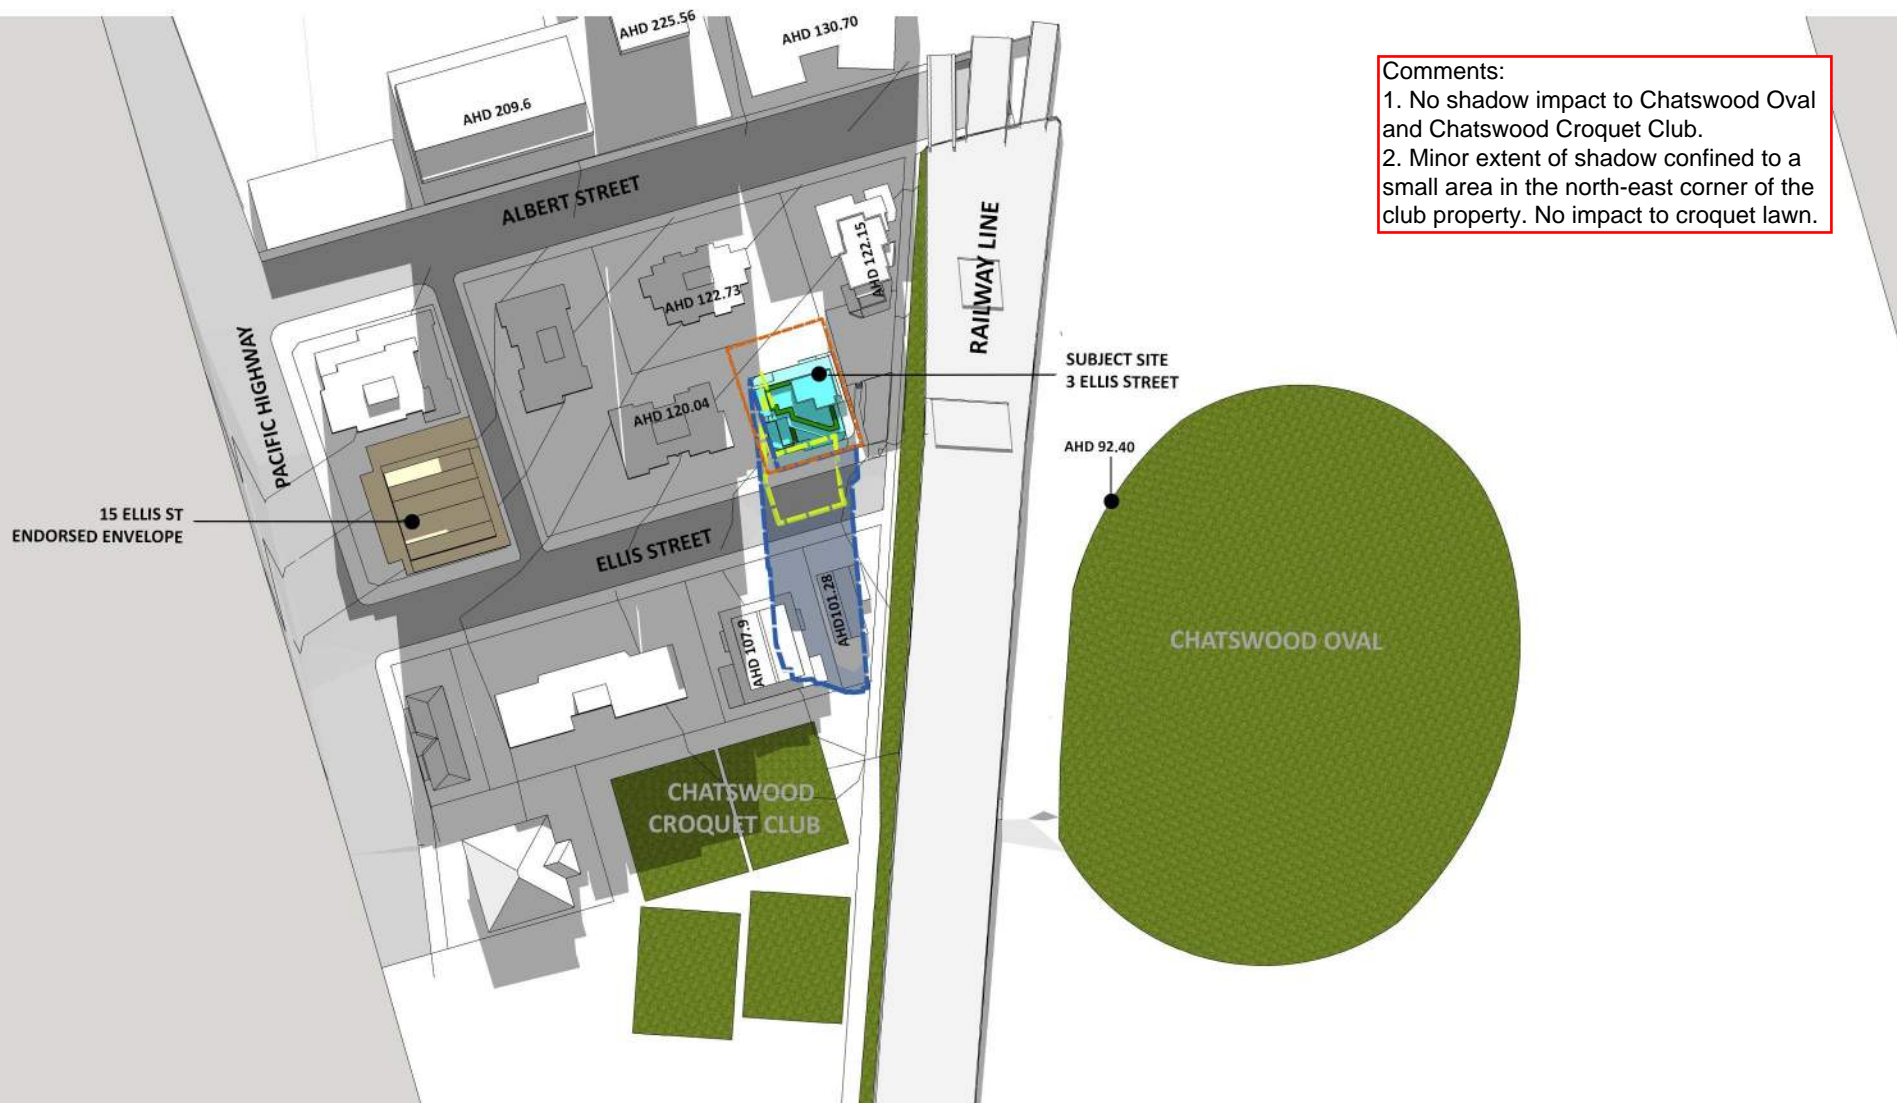 AHD 225.56
AHD 130.70
Comments:
1. No shadow impact to Chatswood Oval
and Chatswood Croquet Club.
2. Minor extent of shadow confined to a
small area in the north-east corner of the
club property. No impact to croquet lawn.
AHD 209.6
ALBERT STREET
RAILWAY LINE
AHD 122.15
AHD 122.73
PACIFIC HIGHWAY
SUBJECT SITE
3 ELLIS STREET
AHD 120.04
AHD 92.40
15 ELLIS ST
ENDORSED ENVELOPE
ELLIS STREET
AHD101.28
AHD 107.9
CHATSWOOD OVAL
CHATSWOOD
CROQUET CLUB